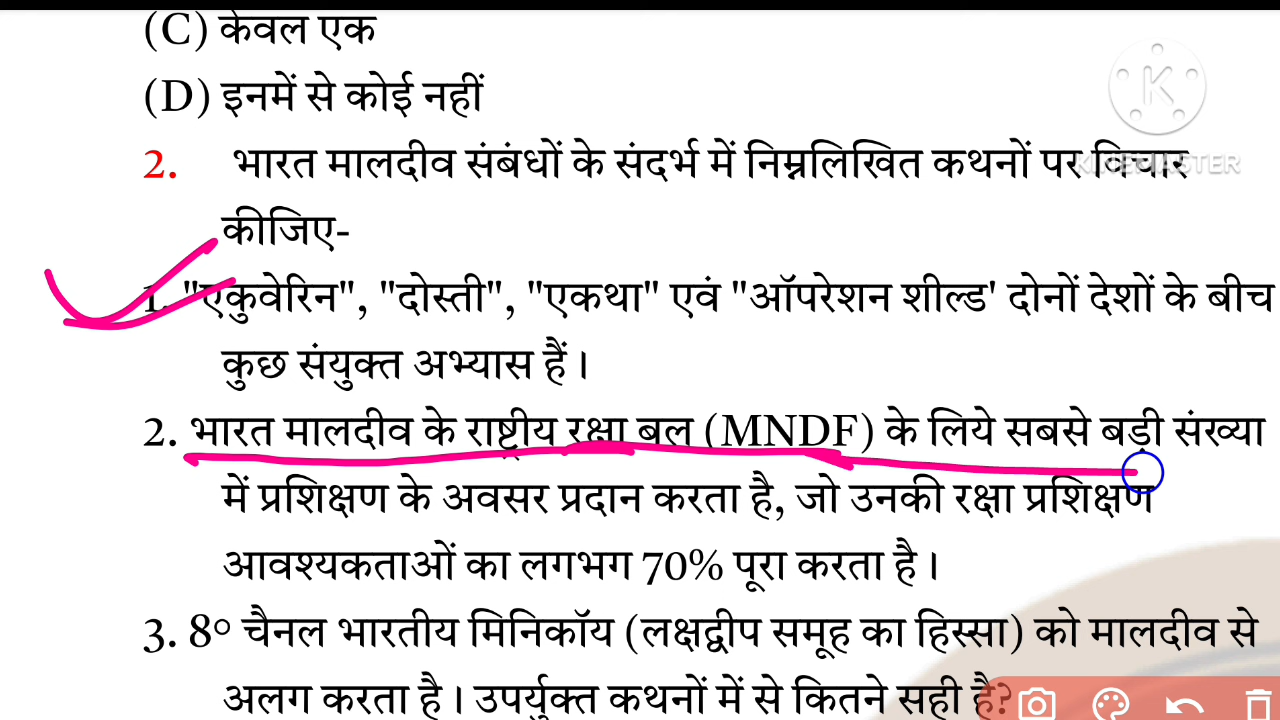 (C) केवल एक
(D) इनमें से कोई नहीं
2. भारत मालदीव संबंधों के संदर्भ में निम्नलिखित कथनों पर विचार
कीजिए-
1. "एकुवेरिन", "दोस्ती", "एकथा" एवं "ऑपरेशन शील्ड' दोनों देशों के बीच
कुछ संयुक्त अभ्यास हैं।
2. भारत मालदीव के राष्ट्रीय रक्षा बल (MNDF) के लिये सबसे बड़ी संख्या
में प्रशिक्षण के अवसर प्रदान करता है, जो उनकी रक्षा प्रशिक्षण
आवश्यकताओं का लगभग 70% पूरा करता है।
3. 8° चैनल भारतीय मिनिकॉय (लक्षद्वीप समूह का हिस्सा) को मालदीव से
अलग करता है। उपर्युक्त कथनों में से कितने सही है?
K
KINEMASTER